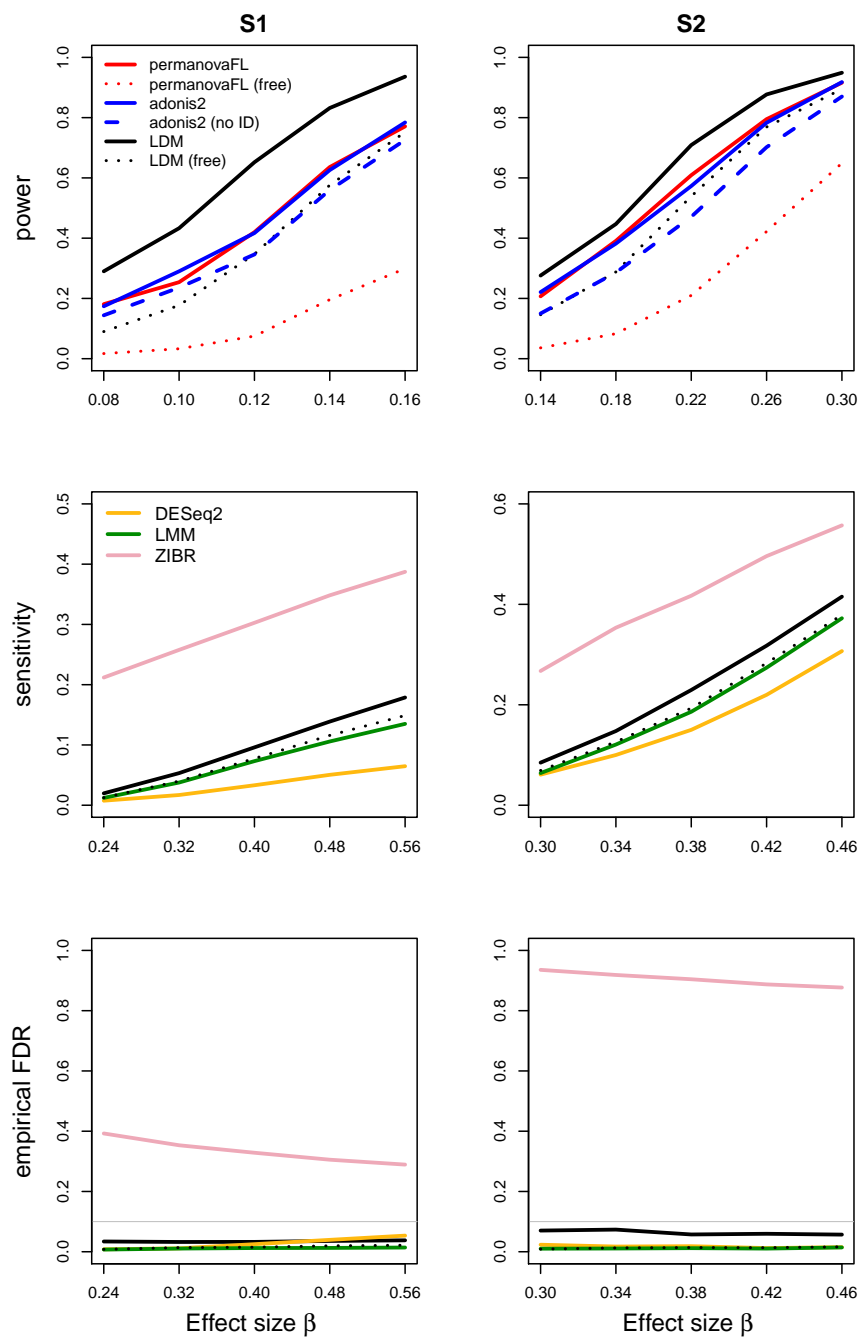 S1
S2
power
1.0
0.8
0.6
0.4
0.2
0.0
permanovaFL
permanovaFL (free)
adonis2
adonis2 (no ID)
LDM
LDM (free)
0.08 0.10 0.12 0.14 0.16
1.0
0.8
0.6
0.4
0.2
0.0
0.14 0.18 0.22 0.26 0.30
sensitivity
0.5
0.4
0.3
0.2
0.1
0.0
DESeq2
LMM
ZIBR
0.24 0.32 0.40 0.48 0.56
0.6
0.4
0.2
0.0
0.30 0.34 0.38 0.42 0.46
empirical FDR
1.0
0.8
0.6
0.4
0.2
0.0
0.24 0.32 0.40 0.48 0.56
Effect size β
1.0
0.8
0.6
0.4
0.2
0.0
0.30 0.34 0.38 0.42 0.46
Effect size β